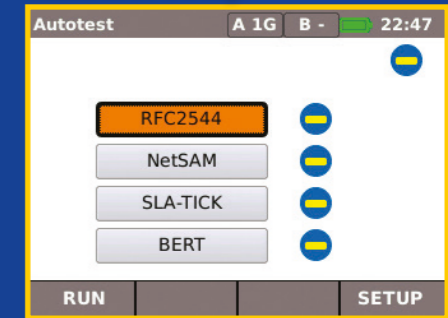 Autotest A 1G B - 22:47
RFC2544
NetSAM
SLA-TICK
BERT
RUN SETUP